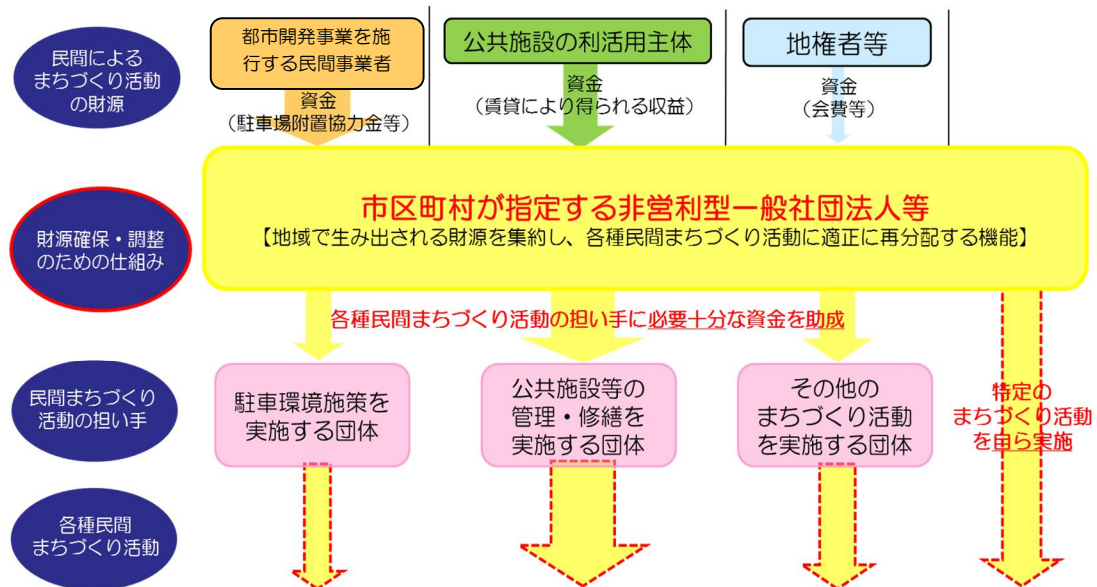 民間による
まちづくり活動
の財源
都市開発事業を施
行する民間事業者
資金
（駐車場附置協力金等）
公共施設の利活用主体
資金
（賃貸により得られる収益）
地権者等
資金
（会費等）
財源確保・調整
のための仕組み
市区町村が指定する非営利型一般社団法人等
【地域で生み出される財源を集約し、各種民間まちづくり活動に適正に再分配する機能】
各種民間まちづくり活動の担い手に必要十分な資金を助成
民間まちづくり
活動の担い手
駐車環境施策を
実施する団体
公共施設等の
管理・修繕を
実施する団体
その他の
まちづくり活動
を実施する団体
特定の
まちづくり活動
を自ら実施
各種民間
まちづくり活動